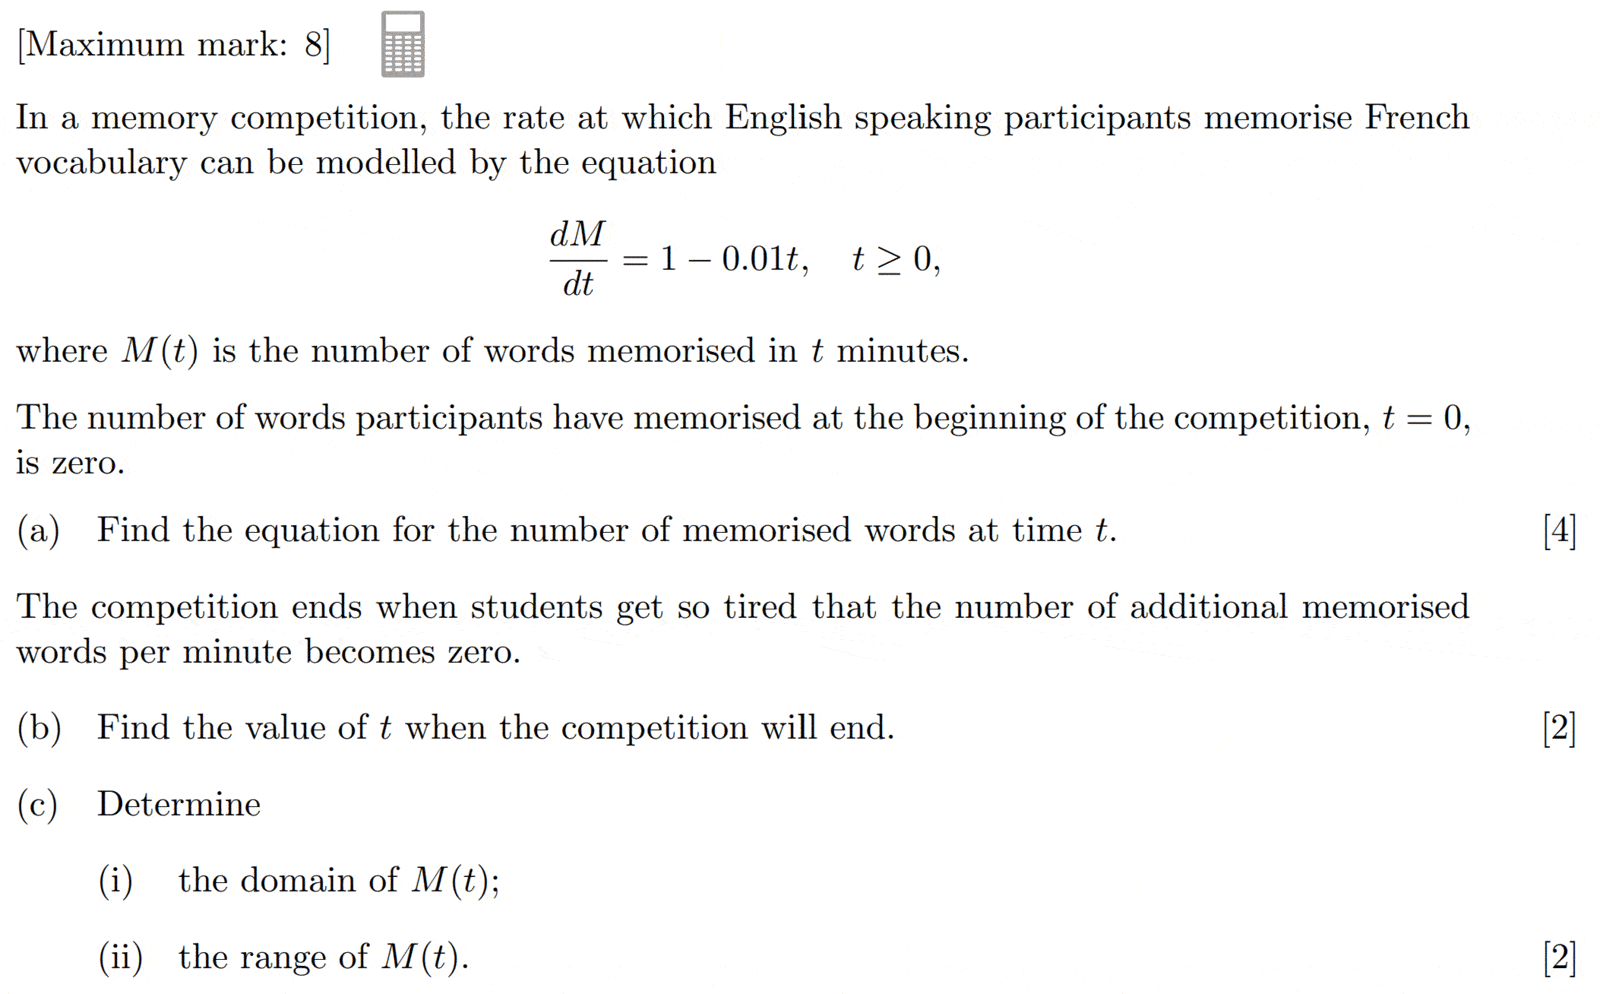 [Maximum mark: 8]
In a memory competition, the rate at which English speaking participants memorise French
vocabulary can be modelled by the equation
dM/dt = 1 − 0.01t, t ≥ 0,
where M(t) is the number of words memorised in t minutes.
The number of words participants have memorised at the beginning of the competition, t = 0,
is zero.
(a) Find the equation for the number of memorised words at time t. [4]
The competition ends when students get so tired that the number of additional memorised
words per minute becomes zero.
(b) Find the value of t when the competition will end. [2]
(c) Determine
(i) the domain of M(t);
(ii) the range of M(t). [2]